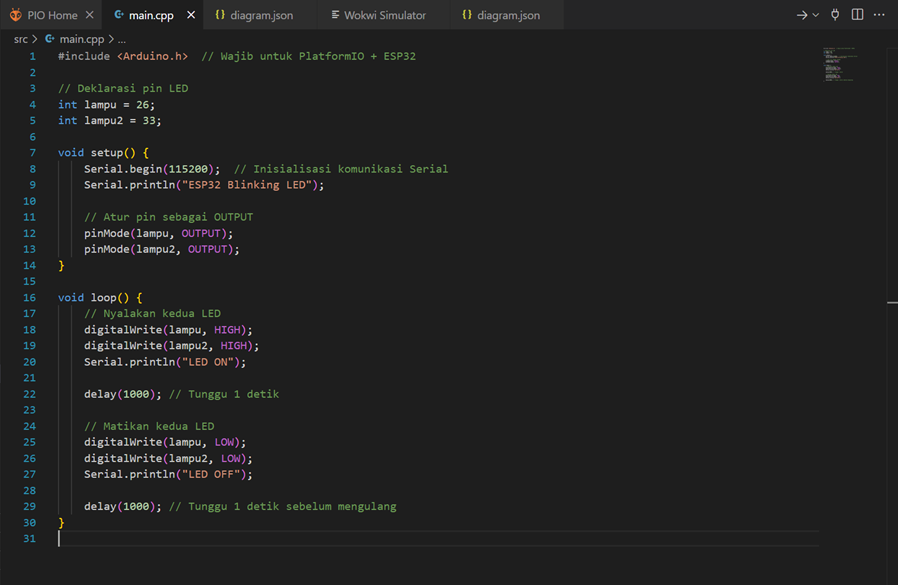 PIO Home
main.cpp
diagram.json
Wokwi Simulator
diagram.json
src > main.cpp > ...
1 #include <Arduino.h>  // Wajib untuk PlatformIO + ESP32
2
3 // Deklarasi pin LED
4 int lampu = 26;
5 int lampu2 = 33;
6
7 void setup() {
8     Serial.begin(115200);  // Inisialisasi komunikasi Serial
9     Serial.println("ESP32 Blinking LED");
10
11     // Atur pin sebagai OUTPUT
12     pinMode(lampu, OUTPUT);
13     pinMode(lampu2, OUTPUT);
14 }
15
16 void loop() {
17     // Nyalakan kedua LED
18     digitalWrite(lampu, HIGH);
19     digitalWrite(lampu2, HIGH);
20     Serial.println("LED ON");
21
22     delay(1000); // Tunggu 1 detik
23
24     // Matikan kedua LED
25     digitalWrite(lampu, LOW);
26     digitalWrite(lampu2, LOW);
27     Serial.println("LED OFF");
28
29     delay(1000); // Tunggu 1 detik sebelum mengulang
30 }
31